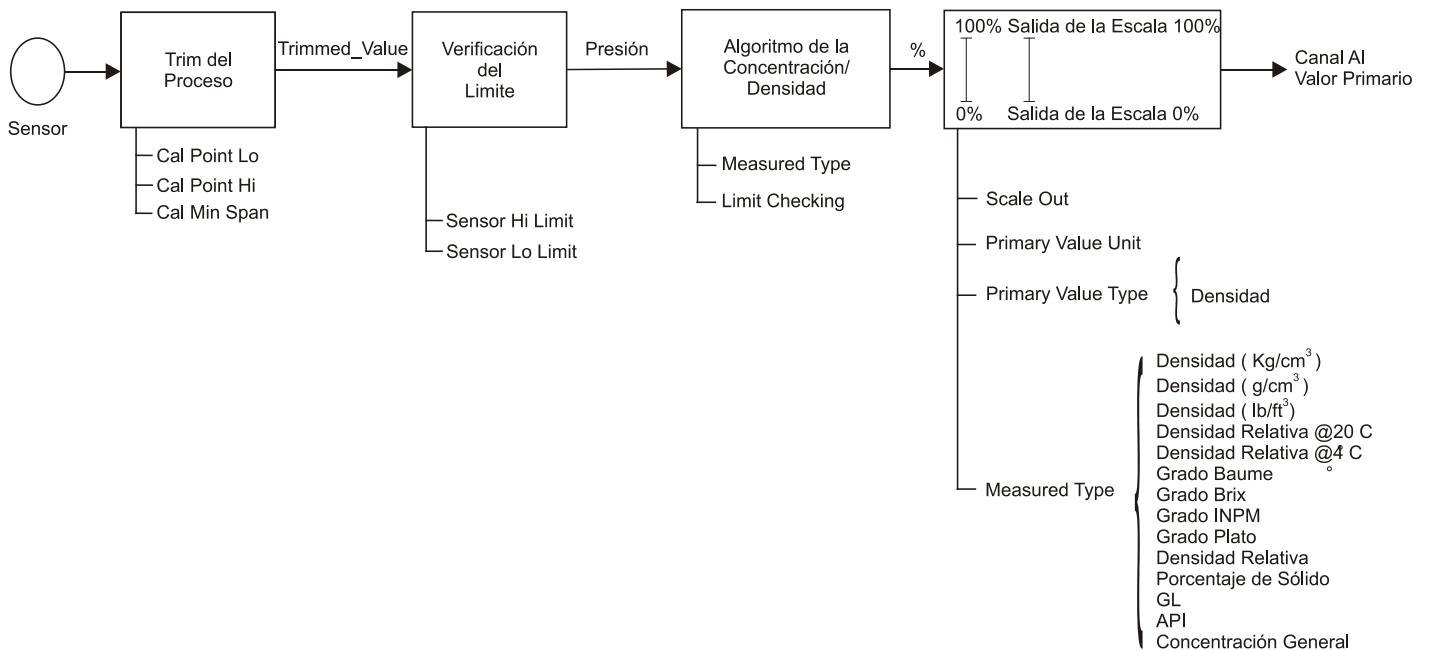 Sensor
Trim del
Proceso
Cal Point Lo
Cal Point Hi
Cal Min Span
Trimmed_Value
Verificación
del
Limite
Sensor Hi Limit
Sensor Lo Limit
Presión
Algoritmo de la
Concentración/
Densidad
Measured Type
Limit Checking
%
100% Salida de la Escala 100%
0% Salida de la Escala 0%
Canal AI
Valor Primario
Scale Out
Primary Value Unit
Primary Value Type
Densidad
Measured Type
Densidad ( Kg/cm³ )
Densidad ( g/cm³ )
Densidad ( lb/ft³)
Densidad Relativa @20 C
Densidad Relativa @4° C
Grado Baume °
Grado Brix
Grado INPM
Grado Plato
Densidad Relativa
Porcentaje de Sólido
GL
API
Concentración General